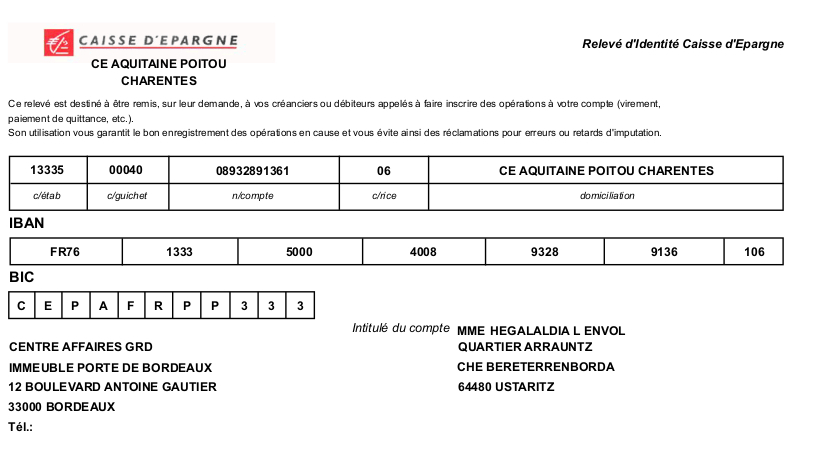 CAISSE D'EPARGNE
Relevé d'Identité Caisse d'Epargne
CE AQUITAINE POITOU
CHARENTES
Ce relevé est destiné à être remis, sur leur demande, à vos créanciers ou débiteurs appelés à faire inscrire des opérations à votre compte (virement,
paiement de quittance, etc.).
Son utilisation vous garantit le bon enregistrement des opérations en cause et vous évite ainsi des réclamations pour erreurs ou retards d'imputation.
13335 00040 08932891361 06 CE AQUITAINE POITOU CHARENTES
c/étab c/guichet n/compte c/rice domiciliation
IBAN
FR76 1333 5000 4008 9328 9136 106
BIC
C E P A F R P P 3 3 3
Intitulé du compte MME HEGALALDIA L ENVOL
CENTRE AFFAIRES GRD QUARTIER ARRAUNTZ
IMMEUBLE PORTE DE BORDEAUX CHE BERETERRENBORDA
12 BOULEVARD ANTOINE GAUTIER 64480 USTARITZ
33000 BORDEAUX
Tél.: